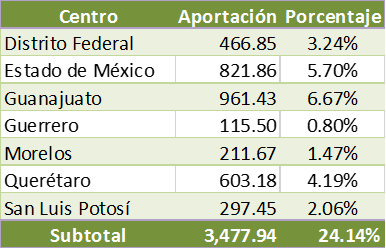 Centro Aportación Porcentaje
Distrito Federal 466.85 3.24%
Estado de México 821.86 5.70%
Guanajuato 961.43 6.67%
Guerrero 115.50 0.80%
Morelos 211.67 1.47%
Querétaro 603.18 4.19%
San Luis Potosí 297.45 2.06%
Subtotal 3,477.94 24.14%